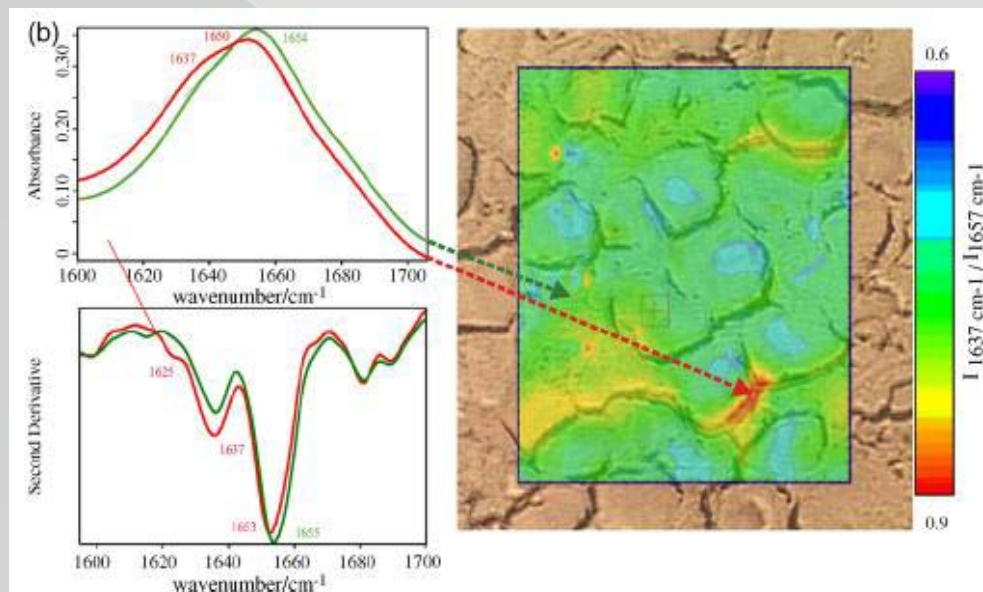 (b)
1650
1654
1637
0.30
0.20
0.10
0
Absorbance
1600 1620 1640 1660 1680 1700
wavenumber/cm-1
1625
1637
1653
1655
Second Derivative
1600 1620 1640 1660 1680 1700
wavenumber/cm-1
0.6
I 1637 cm-1 / I 1657 cm-1
0.9